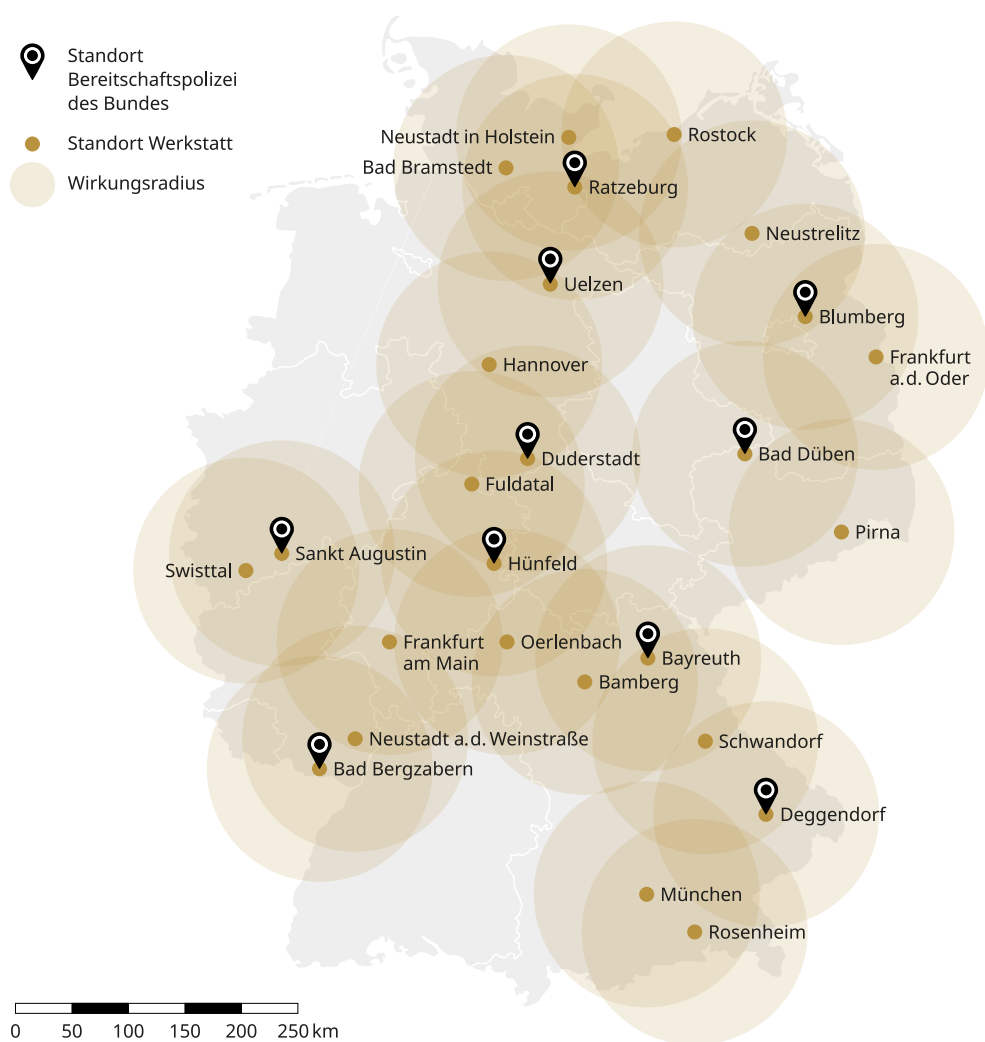 Standort
Bereitschaftspolizei
des Bundes
Standort Werkstatt
Wirkungsradius
Neustadt in Holstein
Rostock
Bad Bramstedt
Ratzeburg
Neustrelitz
Uelzen
Blumberg
Hannover
Frankfurt
a.d. Oder
Duderstadt
Bad Düben
Fuldatal
Pirna
Sankt Augustin
Hünfeld
Swisttal
Frankfurt
am Main
Oerlenbach
Bayreuth
Bamberg
Neustadt a.d. Weinstraße
Schwandorf
Bad Bergzabern
Deggendorf
München
Rosenheim
0 50 100 150 200 250 km